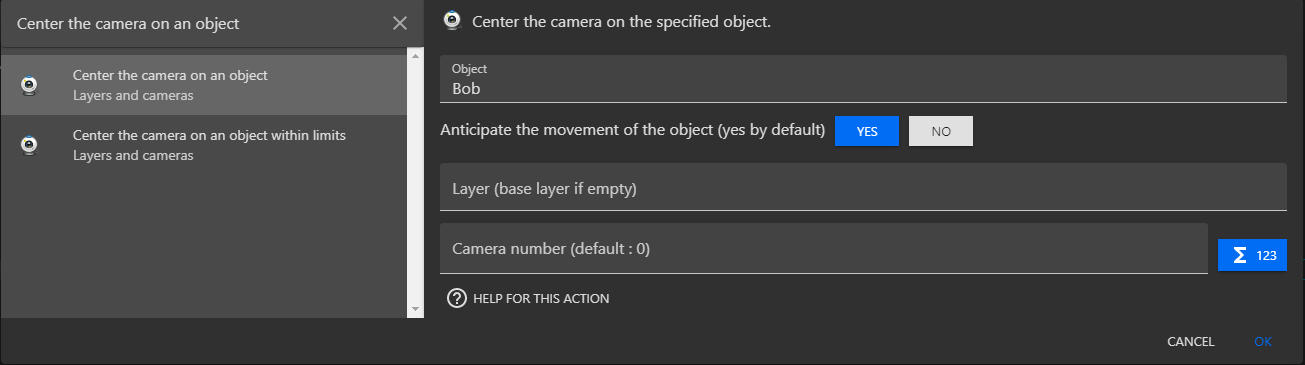 Center the camera on an object
Center the camera on an object
Layers and cameras
Center the camera on an object within limits
Layers and cameras
Center the camera on the specified object.
Object
Bob
Anticipate the movement of the object (yes by default) YES NO
Layer (base layer if empty)
Camera number (default : 0) Σ 123
? HELP FOR THIS ACTION
CANCEL OK